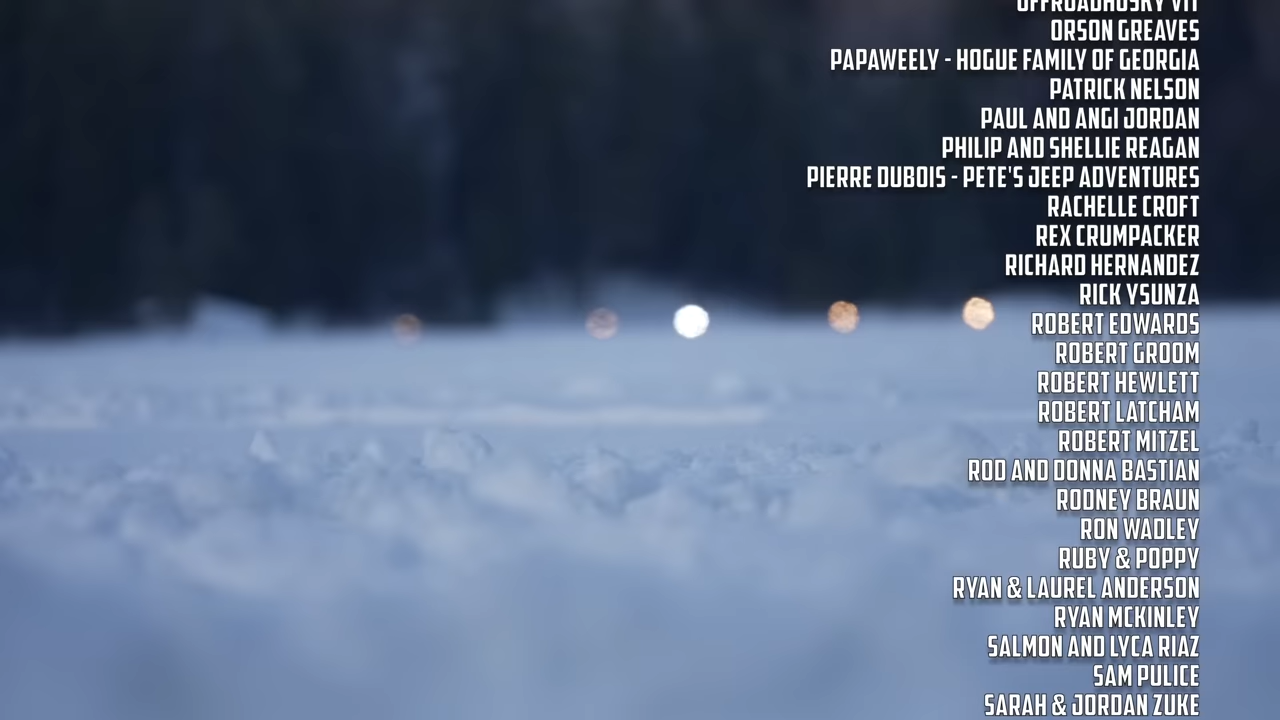 OFFROADHUSKY VIT
ORSON GREAVES
PAPAWEELY - HOGUE FAMILY OF GEORGIA
PATRICK NELSON
PAUL AND ANGI JORDAN
PHILIP AND SHELLIE REAGAN
PIERRE DUBOIS - PETE'S JEEP ADVENTURES
RACHELLE CROFT
REX CRUMPACKER
RICHARD HERNANDEZ
RICK YSUNZA
ROBERT EDWARDS
ROBERT GROOM
ROBERT HEWLETT
ROBERT LATCHAM
ROBERT MITZEL
ROD AND DONNA BASTIAN
RODNEY BRAUN
RON WADLEY
RUBY & POPPY
RYAN & LAUREL ANDERSON
RYAN MCKINLEY
SALMON AND LYCA RIAZ
SAM PULICE
SARAH & JORDAN ZUKE